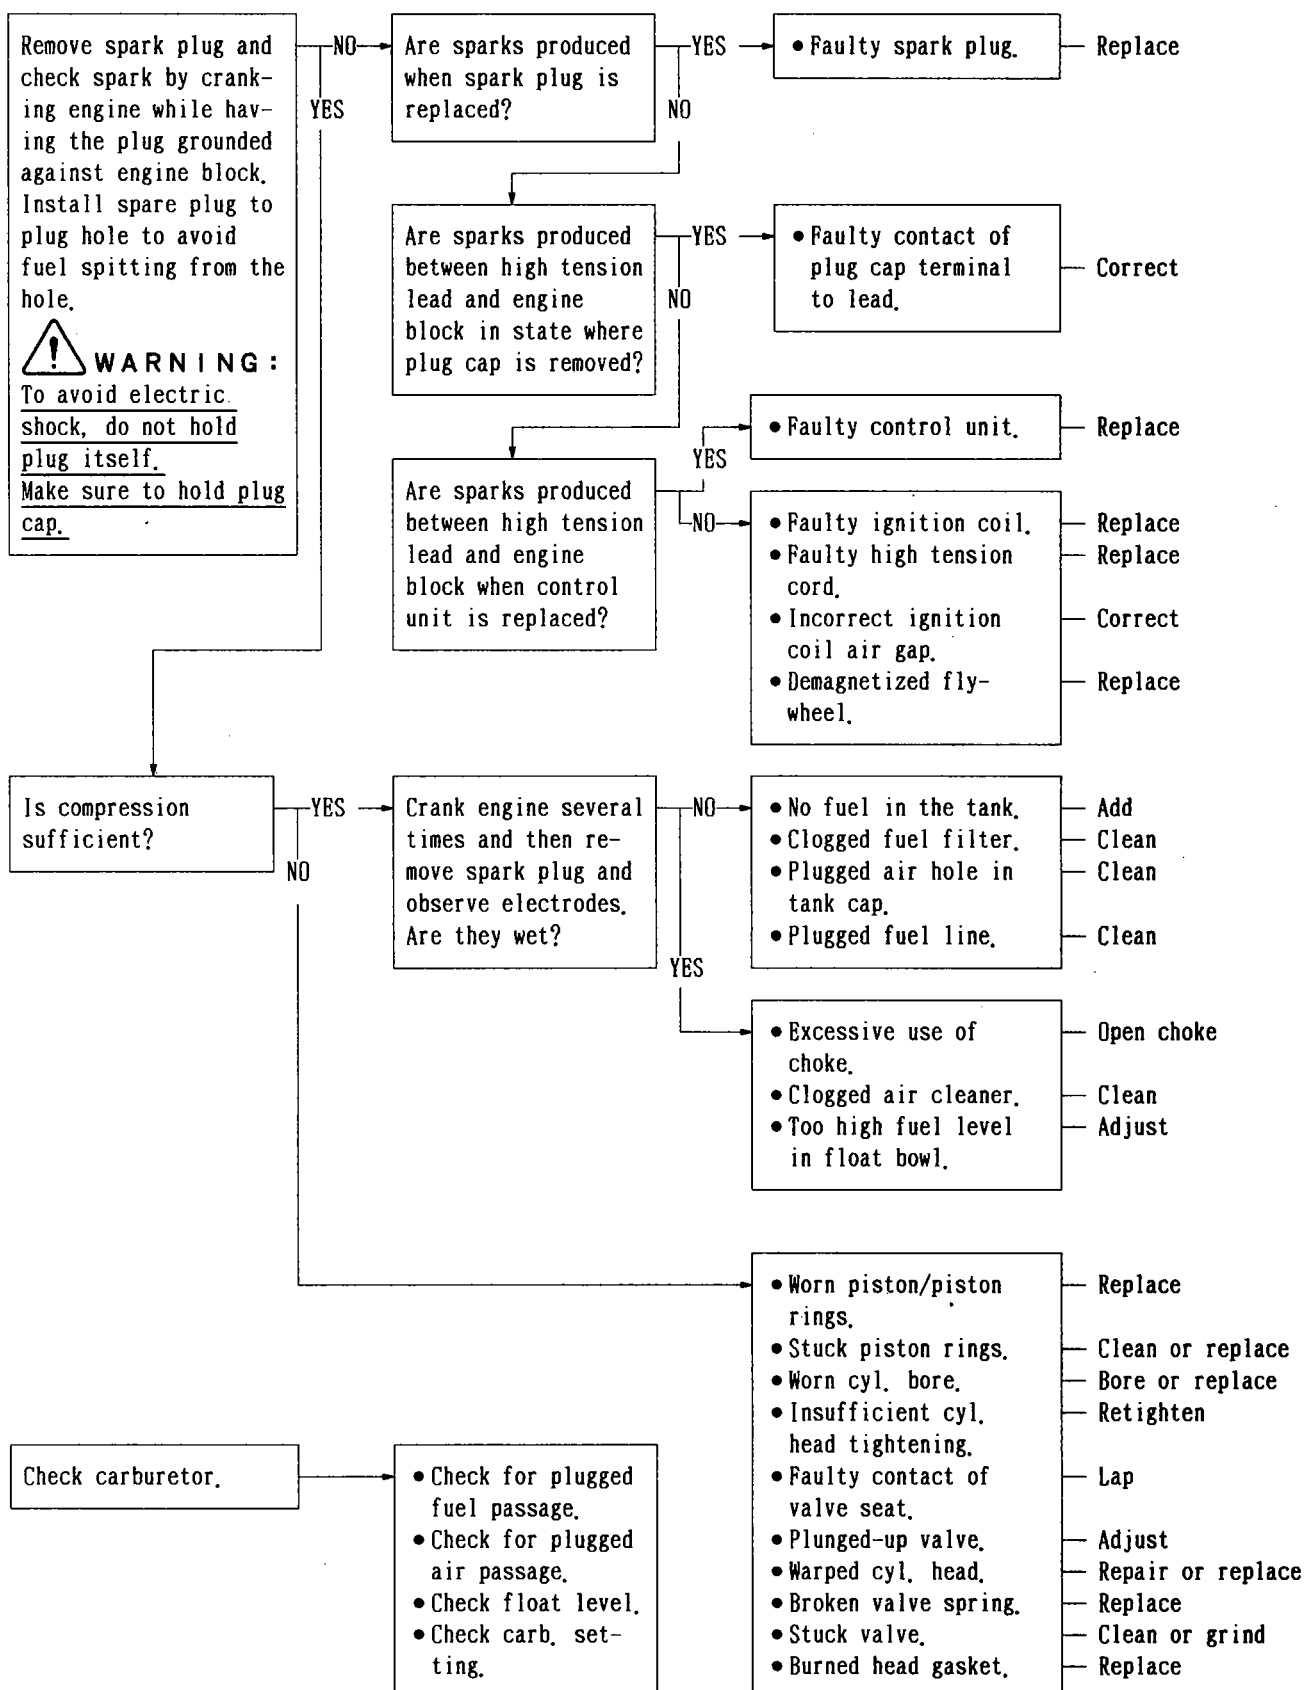 Remove spark plug and
check spark by crank-
ing engine while hav-
ing the plug grounded
against engine block.
Install spare plug to
plug hole to avoid
fuel spitting from the
hole.
WARNING:
To avoid electric
shock, do not hold
plug itself.
Make sure to hold plug
cap.
NO
YES
Are sparks produced
when spark plug is
replaced?
YES
NO
• Faulty spark plug.
Replace
Are sparks produced
between high tension
lead and engine
block in state where
plug cap is removed?
YES
NO
• Faulty contact of
plug cap terminal
to lead.
Correct
Are sparks produced
between high tension
lead and engine
block when control
unit is replaced?
YES
NO
• Faulty control unit.
Replace
• Faulty ignition coil.
Replace
• Faulty high tension
cord.
Replace
• Incorrect ignition
coil air gap.
Correct
• Demagnetized fly-
wheel.
Replace
Is compression
sufficient?
YES
NO
Crank engine several
times and then re-
move spark plug and
observe electrodes.
Are they wet?
NO
YES
• No fuel in the tank.
Add
• Clogged fuel filter.
Clean
• Plugged air hole in
tank cap.
Clean
• Plugged fuel line.
Clean
• Excessive use of
choke.
Open choke
• Clogged air cleaner.
Clean
• Too high fuel level
in float bowl.
Adjust
• Worn piston/piston
rings.
Replace
• Stuck piston rings.
Clean or replace
• Worn cyl. bore.
Bore or replace
• Insufficient cyl.
head tightening.
Retighten
• Faulty contact of
valve seat.
Lap
• Plunged-up valve.
Adjust
• Warped cyl. head.
Repair or replace
• Broken valve spring.
Replace
• Stuck valve.
Clean or grind
• Burned head gasket.
Replace
Check carburetor.
• Check for plugged
fuel passage.
• Check for plugged
air passage.
• Check float level.
• Check carb. set-
ting.